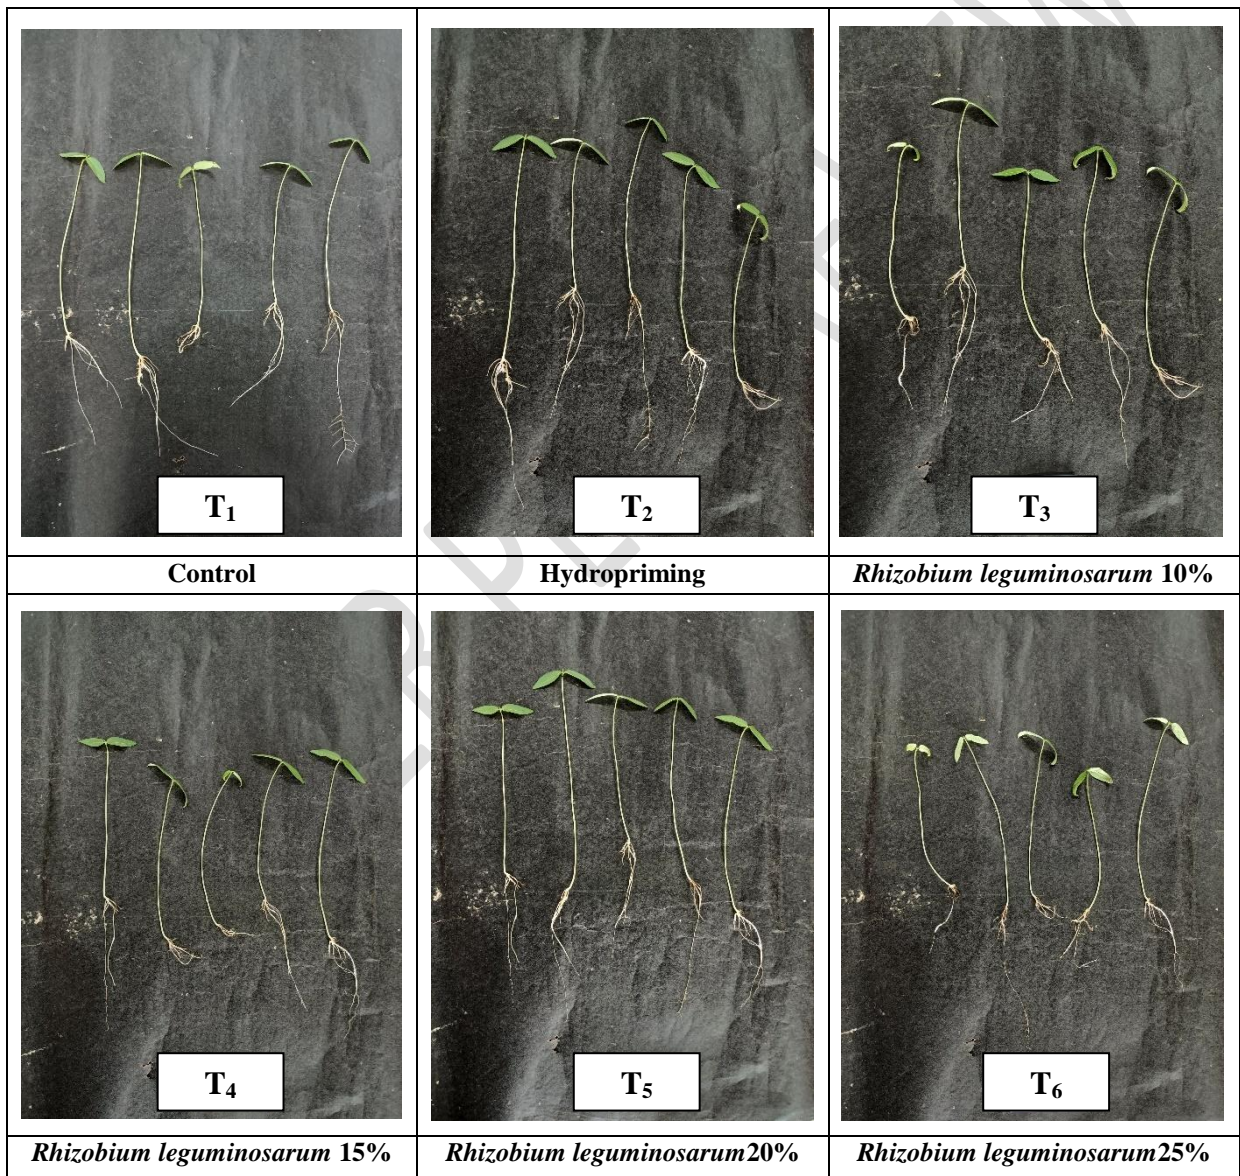 T₁
T₂
T₃
Control
Hydropriming
Rhizobium leguminosarum 10%
T₄
T₅
T₆
Rhizobium leguminosarum 15%
Rhizobium leguminosarum20%
Rhizobium leguminosarum25%